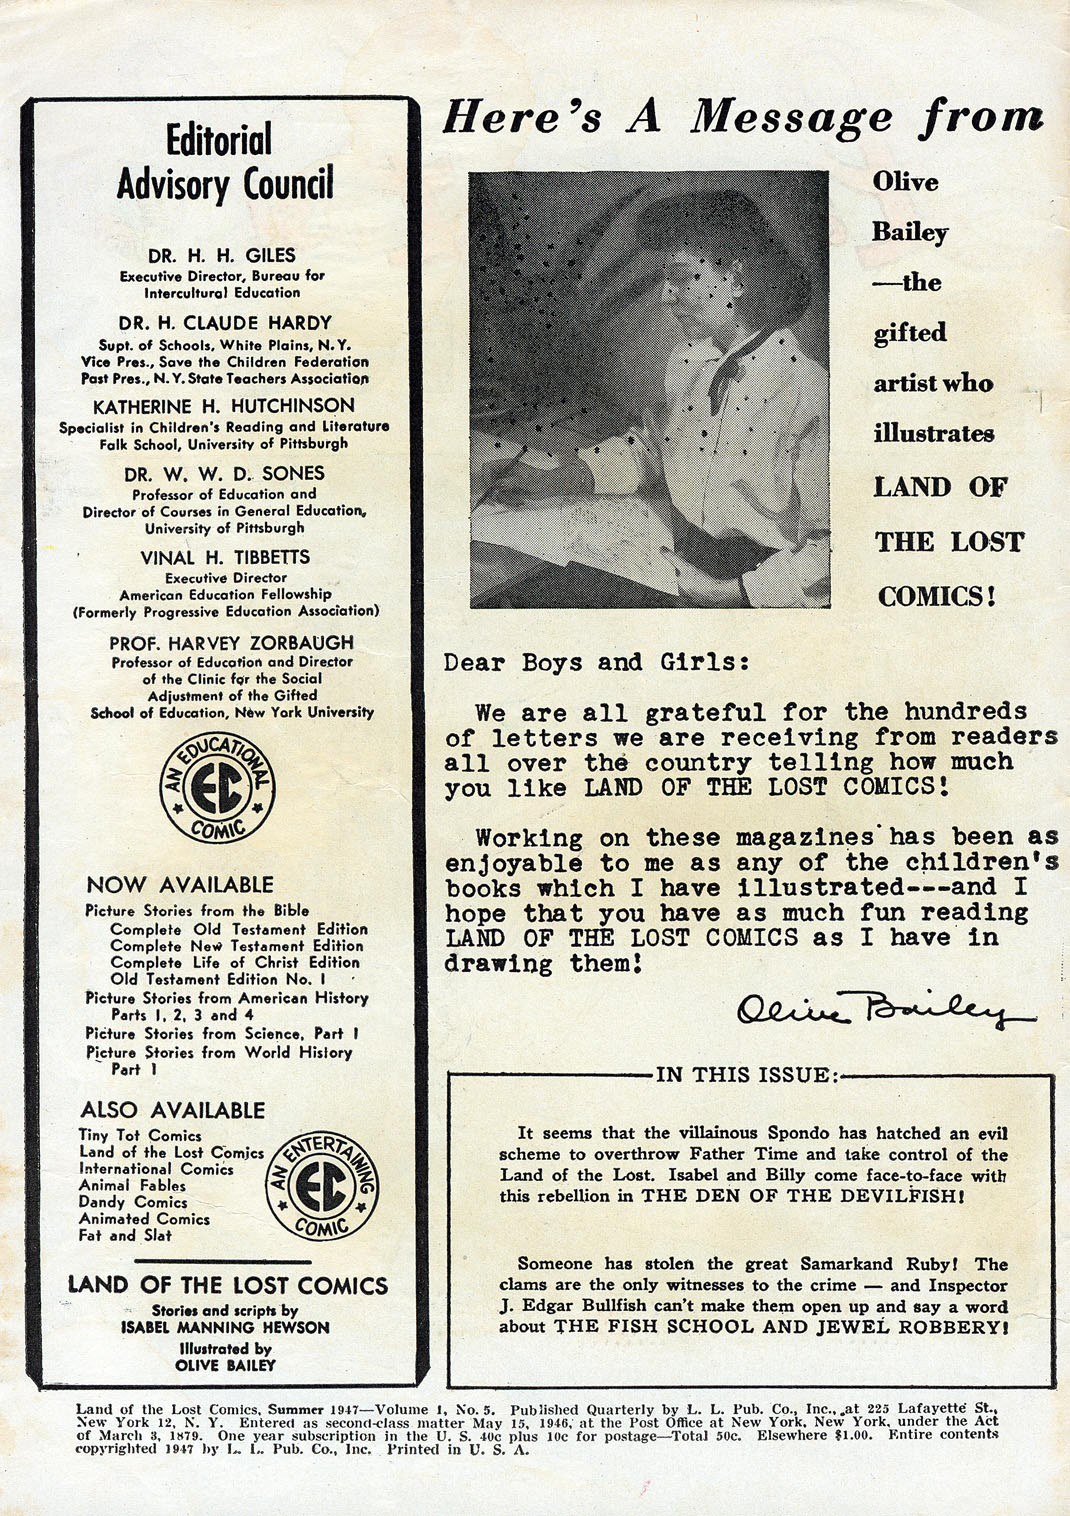 Editorial
Advisory Council
DR. H. H. GILES
Executive Director, Bureau for
Intercultural Education
DR. H. CLAUDE HARDY
Supt. of Schools, White Plains, N. Y.
Vice Pres., Save the Children Federation
Past Pres., N. Y. State Teachers Association
KATHERINE H. HUTCHINSON
Specialist in Children's Reading and Literature
Falk School, University of Pittsburgh
DR. W. W. D. SONES
Professor of Education and
Director of Courses in General Education,
University of Pittsburgh
VINAL H. TIBBETTS
Executive Director
American Education Fellowship
(Formerly Progressive Education Association)
PROF. HARVEY ZORBAUGH
Professor of Education and Director
of the Clinic for the Social
Adjustment of the Gifted
School of Education, New York University
AN EDUCATIONAL
EC
COMIC
NOW AVAILABLE
Picture Stories from the Bible
Complete Old Testament Edition
Complete New Testament Edition
Complete Life of Christ Edition
Old Testament Edition No. 1
Picture Stories from American History
Parts 1, 2, 3 and 4
Picture Stories from Science, Part 1
Picture Stories from World History
Part 1
ALSO AVAILABLE
Tiny Tot Comics
Land of the Lost Comics
International Comics
Animal Fables
Dandy Comics
Animated Comics
Fat and Slat
AN ENTERTAINING
EC
COMIC
LAND OF THE LOST COMICS
Stories and scripts by
ISABEL MANNING HEWSON
Illustrated by
OLIVE BAILEY
Here's A Message from
Olive
Bailey
—the
gifted
artist who
illustrates
LAND OF
THE LOST
COMICS!
Dear Boys and Girls:
We are all grateful for the hundreds
of letters we are receiving from readers
all over the country telling how much
you like LAND OF THE LOST COMICS!
Working on these magazines has been as
enjoyable to me as any of the children's
books which I have illustrated---and I
hope that you have as much fun reading
LAND OF THE LOST COMICS as I have in
drawing them!
Olive Bailey
IN THIS ISSUE:
It seems that the villainous Spondo has hatched an evil
scheme to overthrow Father Time and take control of the
Land of the Lost. Isabel and Billy come face-to-face with
this rebellion in THE DEN OF THE DEVILFISH!
Someone has stolen the great Samarkand Ruby! The
clams are the only witnesses to the crime — and Inspector
J. Edgar Bullfish can't make them open up and say a word
about THE FISH SCHOOL AND JEWEL ROBBERY!
Land of the Lost Comics, Summer 1947—Volume 1, No. 5. Published Quarterly by L. L. Pub. Co., Inc., at 225 Lafayette St.,
New York 12, N. Y. Entered as second-class matter May 15, 1946, at the Post Office at New York, New York, under the Act
of March 3, 1879. One year subscription in the U. S. 40c plus 10c for postage—Total 50c. Elsewhere $1.00. Entire contents
copyrighted 1947 by L. L. Pub. Co., Inc. Printed in U. S. A.